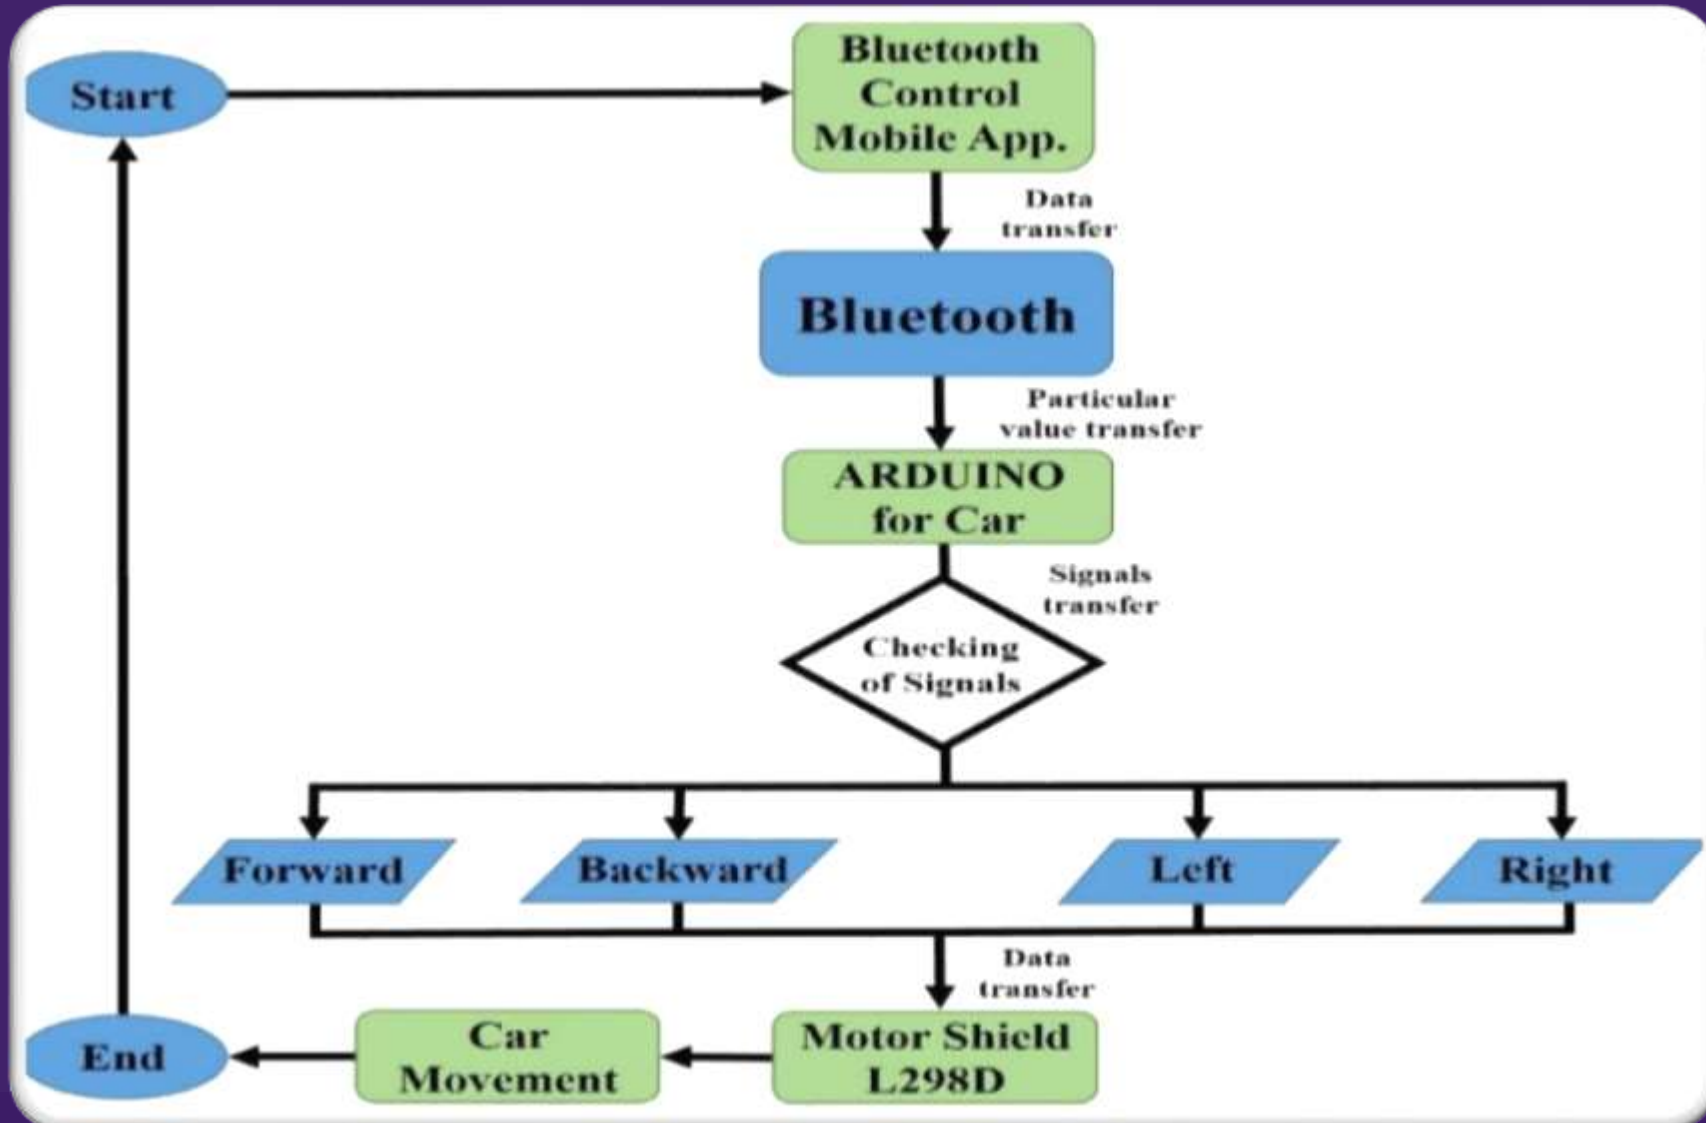 Start
Bluetooth
Control
Mobile App.
Data
transfer
Bluetooth
Particular
value transfer
ARDUINO
for Car
Signals
transfer
Checking
of Signals
Forward
Backward
Left
Right
Data
transfer
Motor Shield
L298D
Car
Movement
End